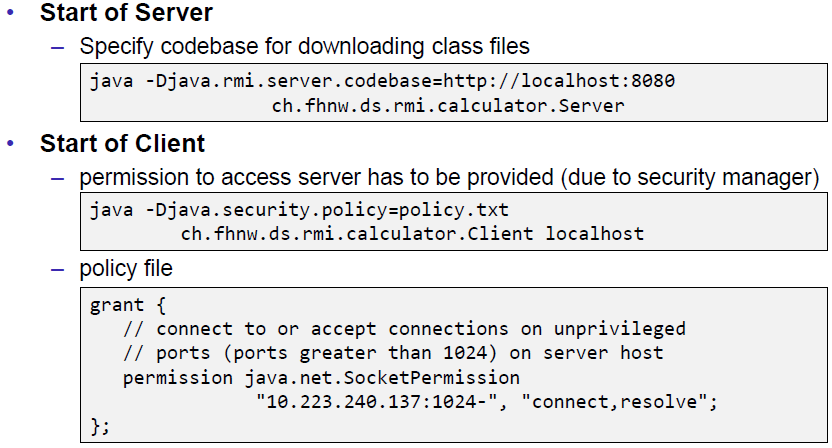 • Start of Server
– Specify codebase for downloading class files
java -Djava.rmi.server.codebase=http://localhost:8080
ch.fhnw.ds.rmi.calculator.Server
• Start of Client
– permission to access server has to be provided (due to security manager)
java -Djava.security.policy=policy.txt
ch.fhnw.ds.rmi.calculator.Client localhost
– policy file
grant {
// connect to or accept connections on unprivileged
// ports (ports greater than 1024) on server host
permission java.net.SocketPermission
"10.223.240.137:1024-", "connect,resolve";
};